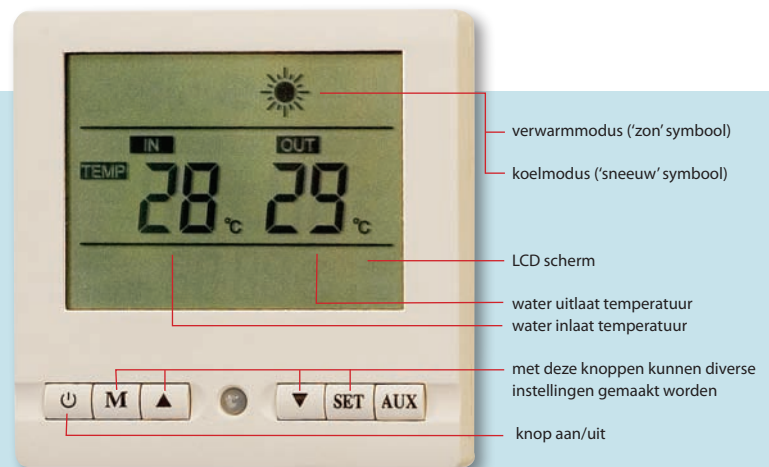 IN
OUT
TEMP
28 °C
29 °C
M
SET
AUX
verwarmmodus (‘zon’ symbool)
koelmodus (‘sneeuw’ symbool)
LCD scherm
water uitlaat temperatuur
water inlaat temperatuur
met deze knoppen kunnen diverse
instellingen gemaakt worden
knop aan/uit